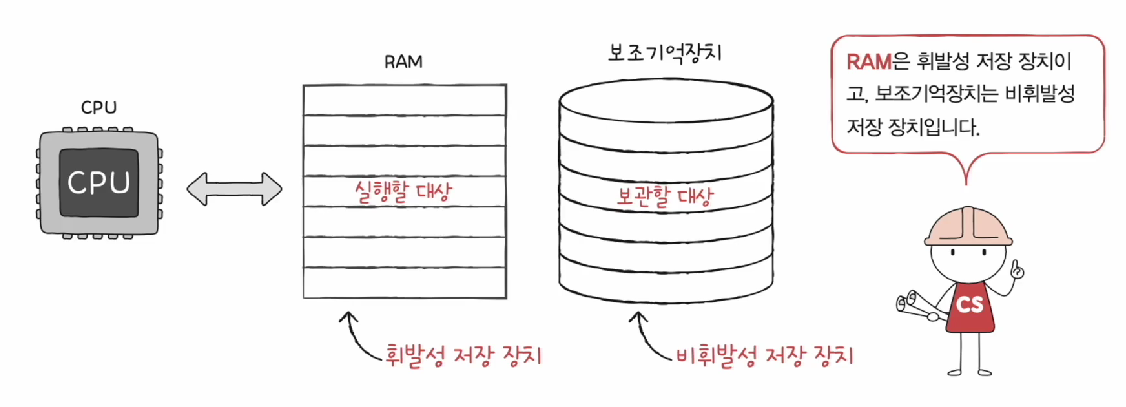 CPU
CPU
RAM
실행할 대상
휘발성 저장 장치
보조기억장치
보관할 대상
비휘발성 저장 장치
RAM은 휘발성 저장 장치이
고, 보조기억장치는 비휘발성
저장 장치입니다.
CS